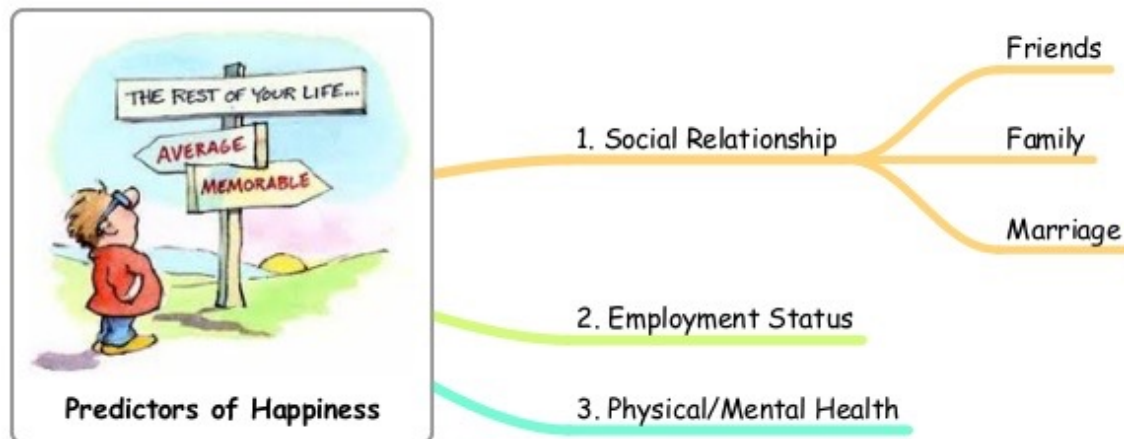 THE REST OF YOUR LIFE...
AVERAGE
MEMORABLE
Predictors of Happiness
1. Social Relationship
Friends
Family
Marriage
2. Employment Status
3. Physical/Mental Health